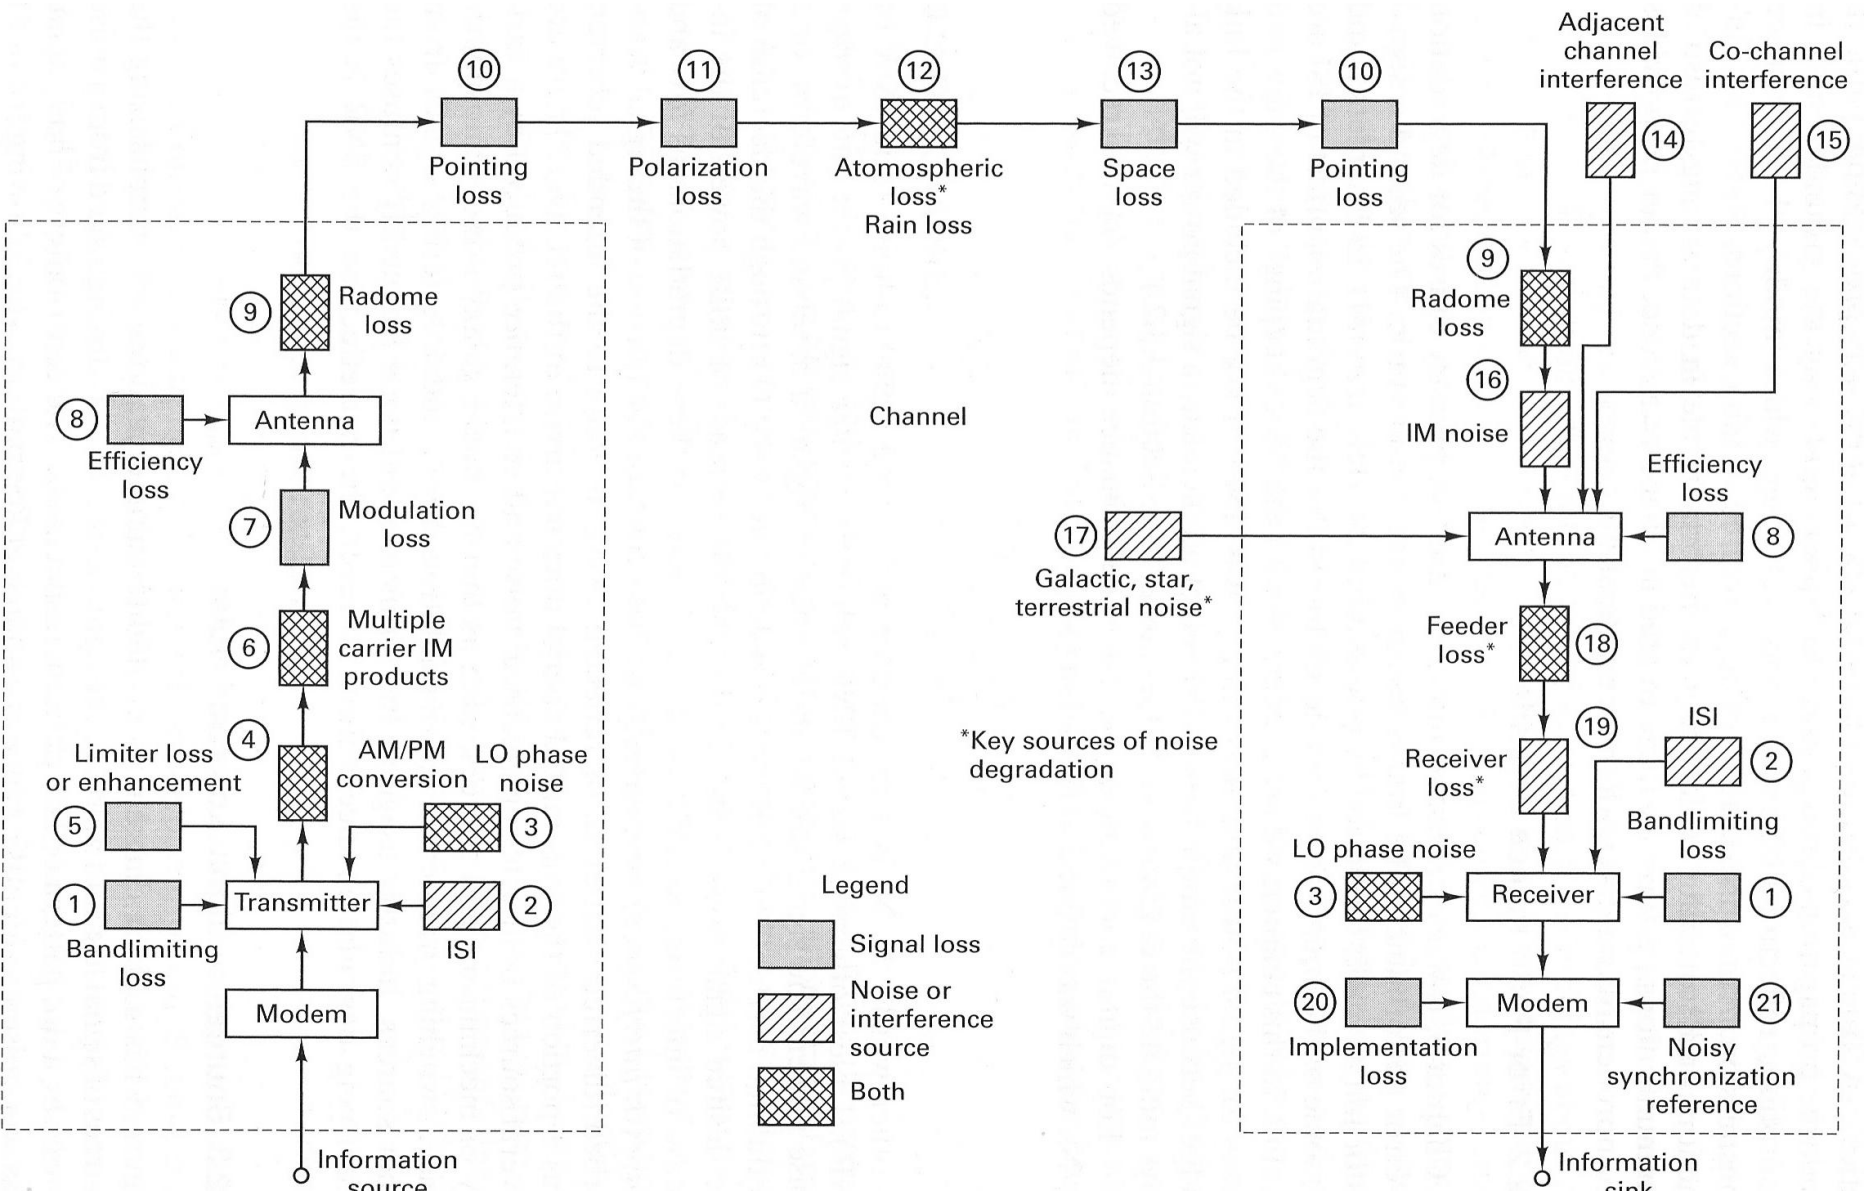 Adjacent
channel
interference
Co-channel
interference
10
11
12
13
10
14
15
Pointing
loss
Polarization
loss
Atomospheric
loss*
Rain loss
Space
loss
Pointing
loss
9
Radome
loss
8
Efficiency
loss
Antenna
7
Modulation
loss
6
Multiple
carrier IM
products
4
AM/PM
conversion
LO phase
noise
3
Limiter loss
or enhancement
5
1
Bandlimiting
loss
Transmitter
ISI
2
Modem
Information
source
Channel
17
Galactic, star,
terrestrial noise*
*Key sources of noise
degradation
Legend
Signal loss
Noise or
interference
source
Both
9
Radome
loss
16
IM noise
Efficiency
loss
8
Antenna
Feeder
loss*
18
19
Receiver
loss*
ISI
2
Bandlimiting
loss
1
LO phase noise
3
Receiver
20
Implementation
loss
Modem
21
Noisy
synchronization
reference
Information
sink